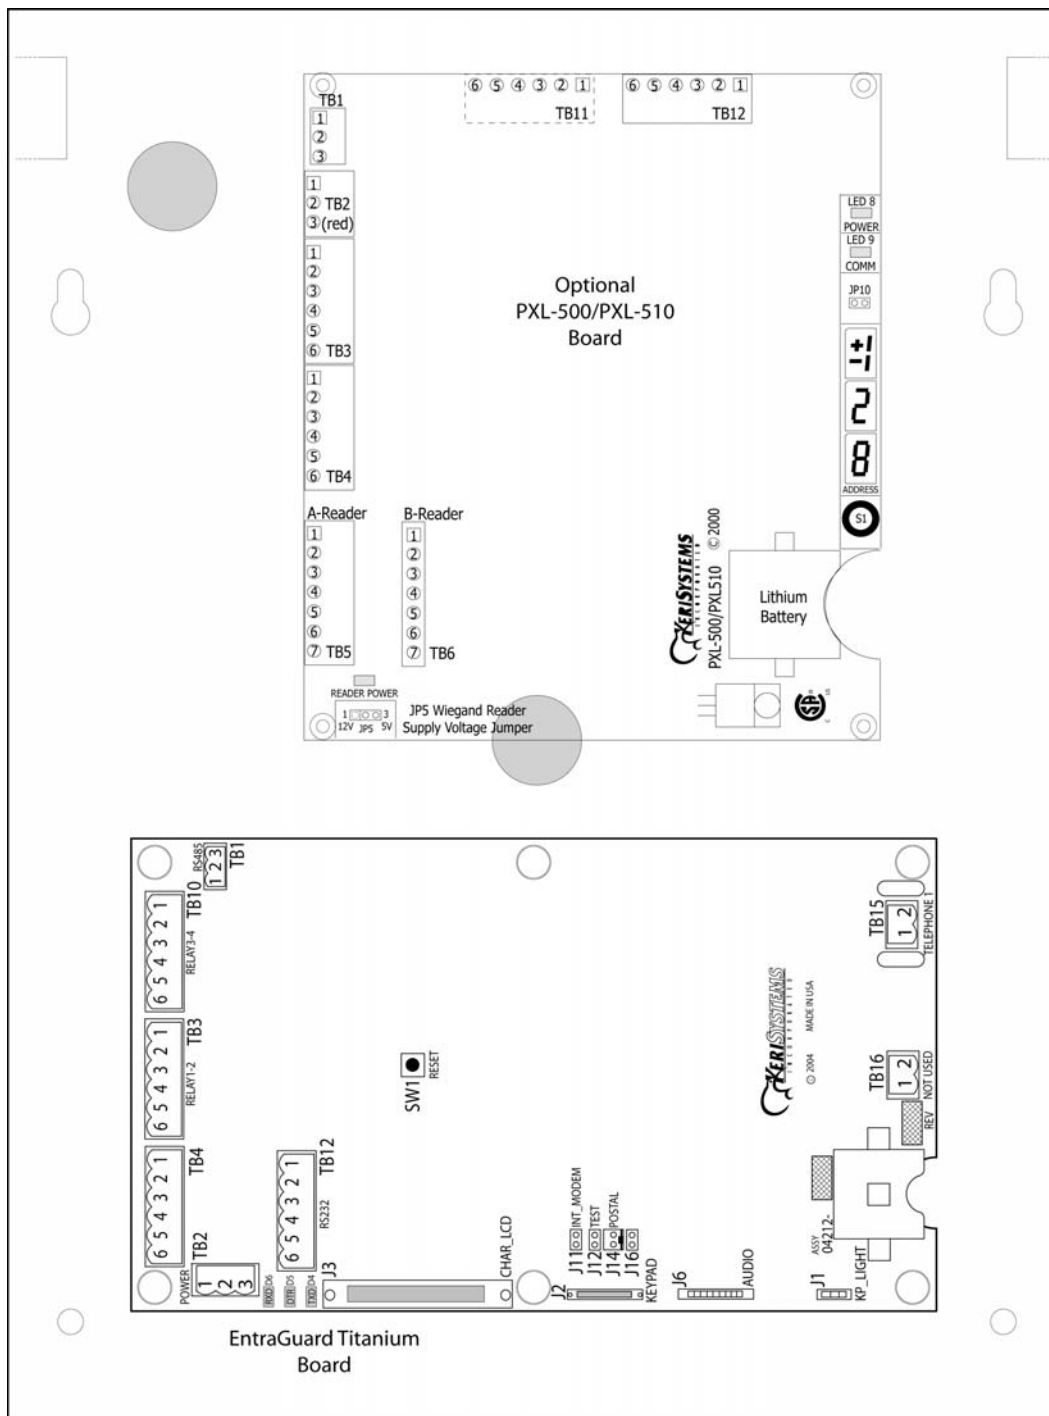 TB1
1
2
3
6 5 4 3 2 1
TB11
6 5 4 3 2 1
TB12
1
2 TB2
3 (red)
1
2
3
4
5
6 TB3
1
2
3
4
5
6 TB4
Optional
PXL-500/PXL-510
Board
LED 8
POWER
LED 9
COMM
JP10
±1
2
8
ADDRESS
S1
A-Reader
1
2
3
4
5
6
7 TB5
B-Reader
1
2
3
4
5
6
7 TB6
KERISYSTEMS
INCORPORATED
PXL-500/PXL510 © 2000
Lithium
Battery
READER POWER
1 3
12V JP5 5V
JP5 Wiegand Reader
Supply Voltage Jumper
RS485
1 2 3
TB1
6 5 4 3 2 1
TB10
RELAY3-4
6 5 4 3 2 1
TB3
RELAY1-2
6 5 4 3 2 1
TB4
POWER
TB2
1
2
3
6 5 4 3 2 1
TB12
RS232
RXD D6
DTR D5
TXD D4
J3
CHAR_LCD
SW1
RESET
J11 INT_MODEM
J12 TEST
J14 POSTAL
J16
J2
KEYPAD
J6
AUDIO
J1
KP_LIGHT
KERISYSTEMS
INCORPORATED
© 2004 MADE IN USA
TB15
1 2
TELEPHONE 1
TB16
1 2
NOT USED
REV
ASSY
04212-
EntraGuard Titanium
Board